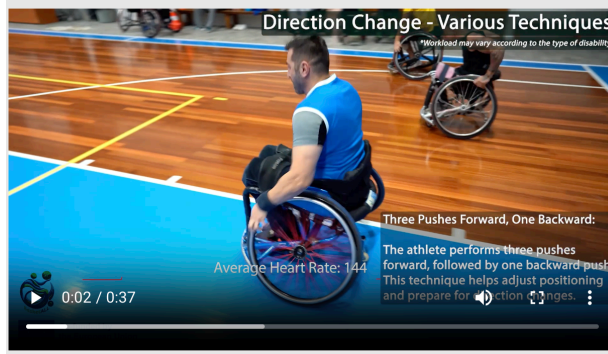 Direction Change - Various Techniques
*Workload may vary according to the type of disability
Three Pushes Forward, One Backward:
The athlete performs three pushes
forward, followed by one backward push
This technique helps adjust positioning
and prepare for direction changes.
Average Heart Rate: 144
0:02 / 0:37